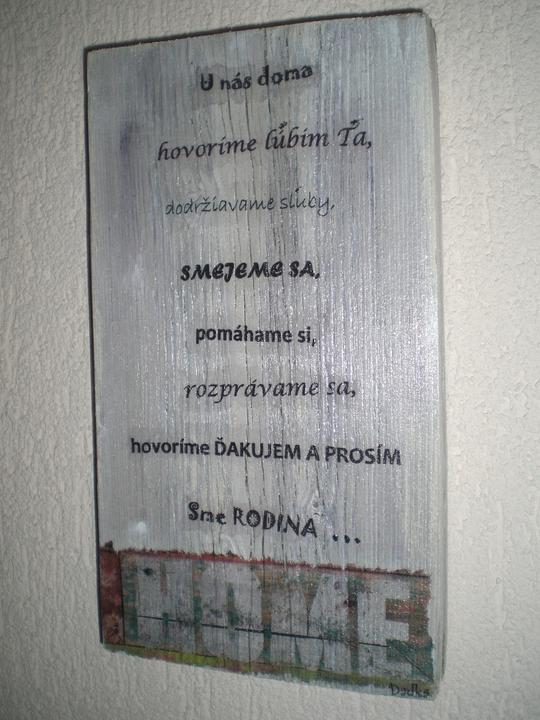 U nás doma
hovoríme ľúbim Ťa,
dodržiavame sľuby,
SMEJEME SA,
pomáhame si,
rozprávame sa,
hovoríme ĎAKUJEM A PROSÍM
Sme RODINA ...
HOME
Dadka